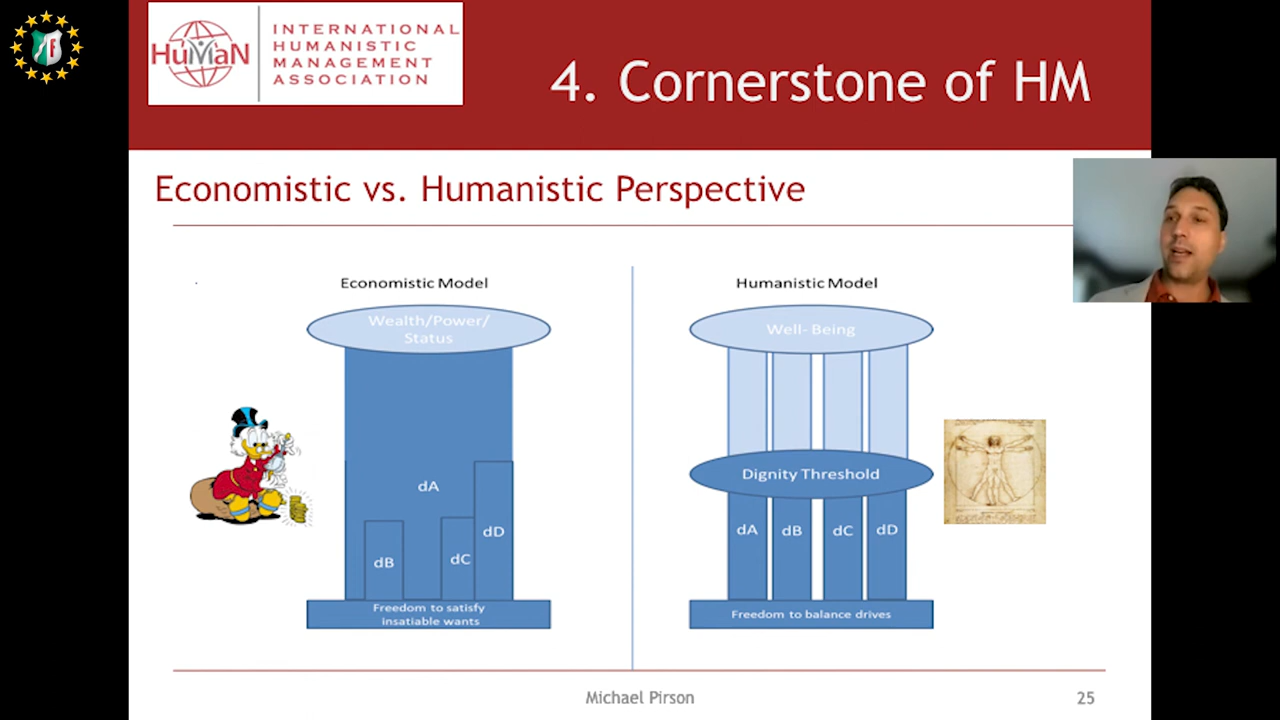 HuMaN
INTERNATIONAL
HUMANISTIC
MANAGEMENT
ASSOCIATION
4. Cornerstone of HM
Economistic vs. Humanistic Perspective
Economistic Model
Wealth/Power/
Status
dA
dB
dC
dD
Freedom to satisfy
insatiable wants
Humanistic Model
Well- Being
Dignity Threshold
dA
dB
dC
dD
Freedom to balance drives
Michael Pirson
25